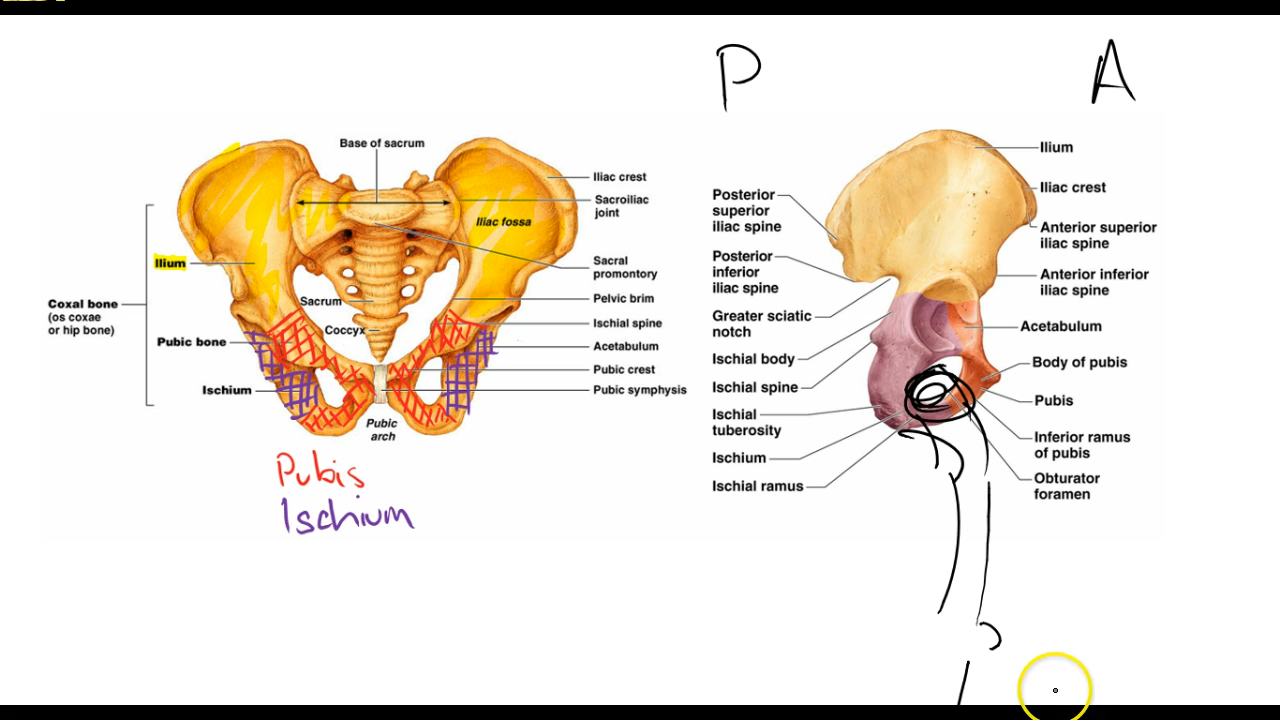 P
A
Base of sacrum
Iliac crest
Sacroiliac
joint
Iliac fossa
Sacral
promontory
Ilium
Sacrum
Pelvic brim
Coxal bone
(os coxae
or hip bone)
Coccyx
Ischial spine
Pubic bone
Acetabulum
Pubic crest
Ischium
Pubic symphysis
Pubic
arch
Pubis
Ischium
Ilium
Iliac crest
Posterior
superior
iliac spine
Anterior superior
iliac spine
Posterior
inferior
iliac spine
Anterior inferior
iliac spine
Greater sciatic
notch
Acetabulum
Ischial body
Body of pubis
Ischial spine
Pubis
Ischial
tuberosity
Inferior ramus
of pubis
Ischium
Obturator
foramen
Ischial ramus